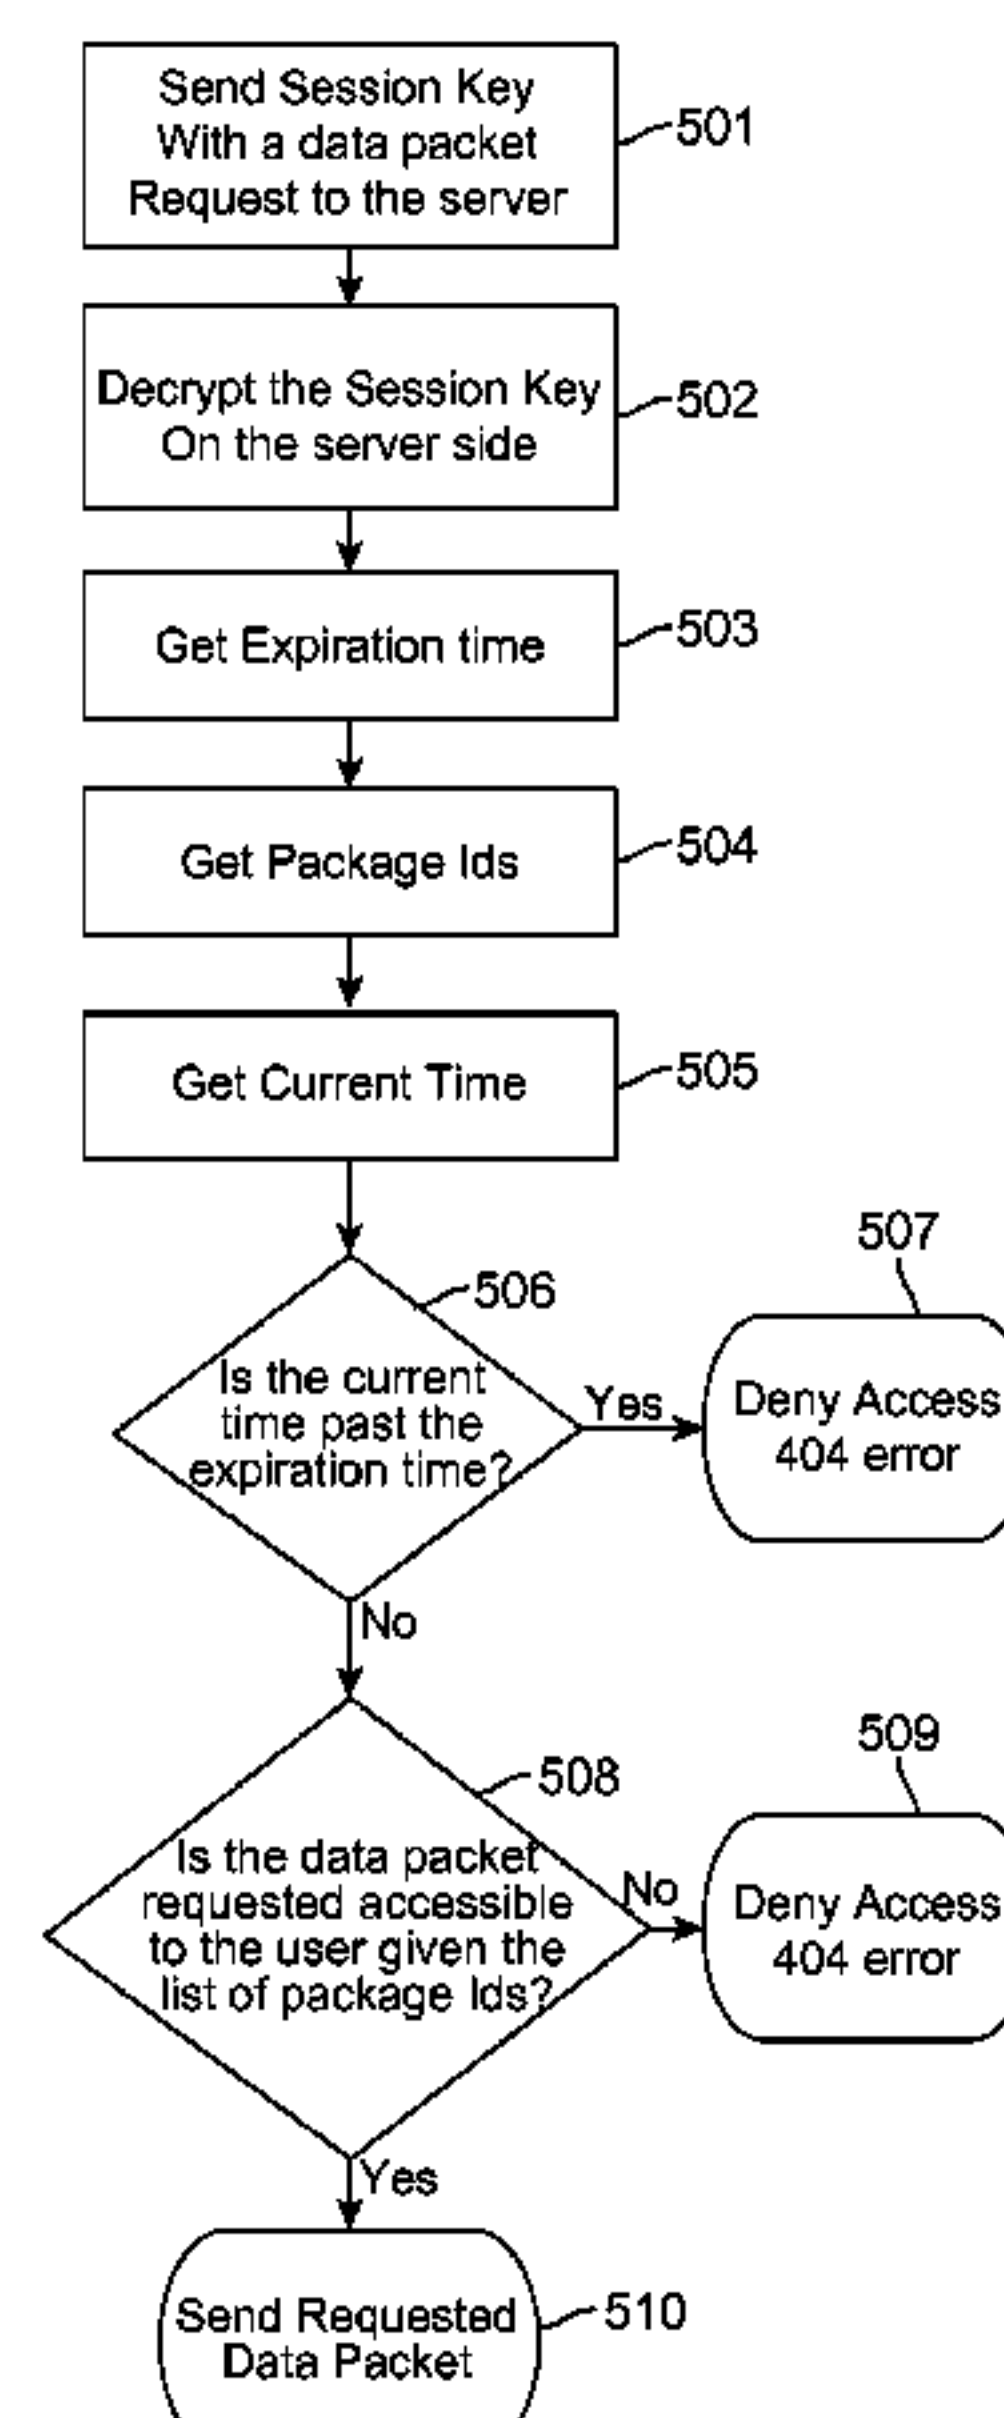 Send Session Key
With a data packet
Request to the server
501
Decrypt the Session Key
On the server side
502
Get Expiration time
503
Get Package Ids
504
Get Current Time
505
506
Is the current
time past the
expiration time?
Yes
507
Deny Access
404 error
No
508
Is the data packet
requested accessible
to the user given the
list of package Ids?
No
509
Deny Access
404 error
Yes
Send Requested
Data Packet
510